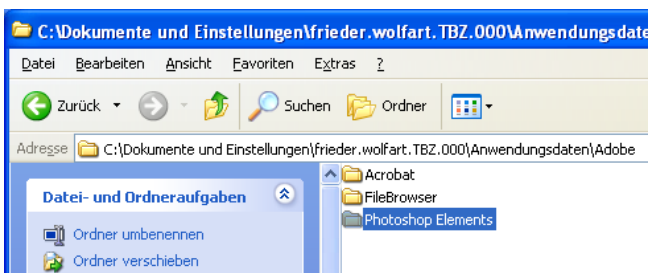 C:\Dokumente und Einstellungen\frieder.wolfart.TBZ.000\Anwendungsdate
Datei Bearbeiten Ansicht Favoriten Extras ?
Zurück Suchen Ordner
Adresse C:\Dokumente und Einstellungen\frieder.wolfart.TBZ.000\Anwendungsdaten\Adobe
Datei- und Ordneraufgaben
Ordner umbenennen
Ordner verschieben
Acrobat
FileBrowser
Photoshop Elements